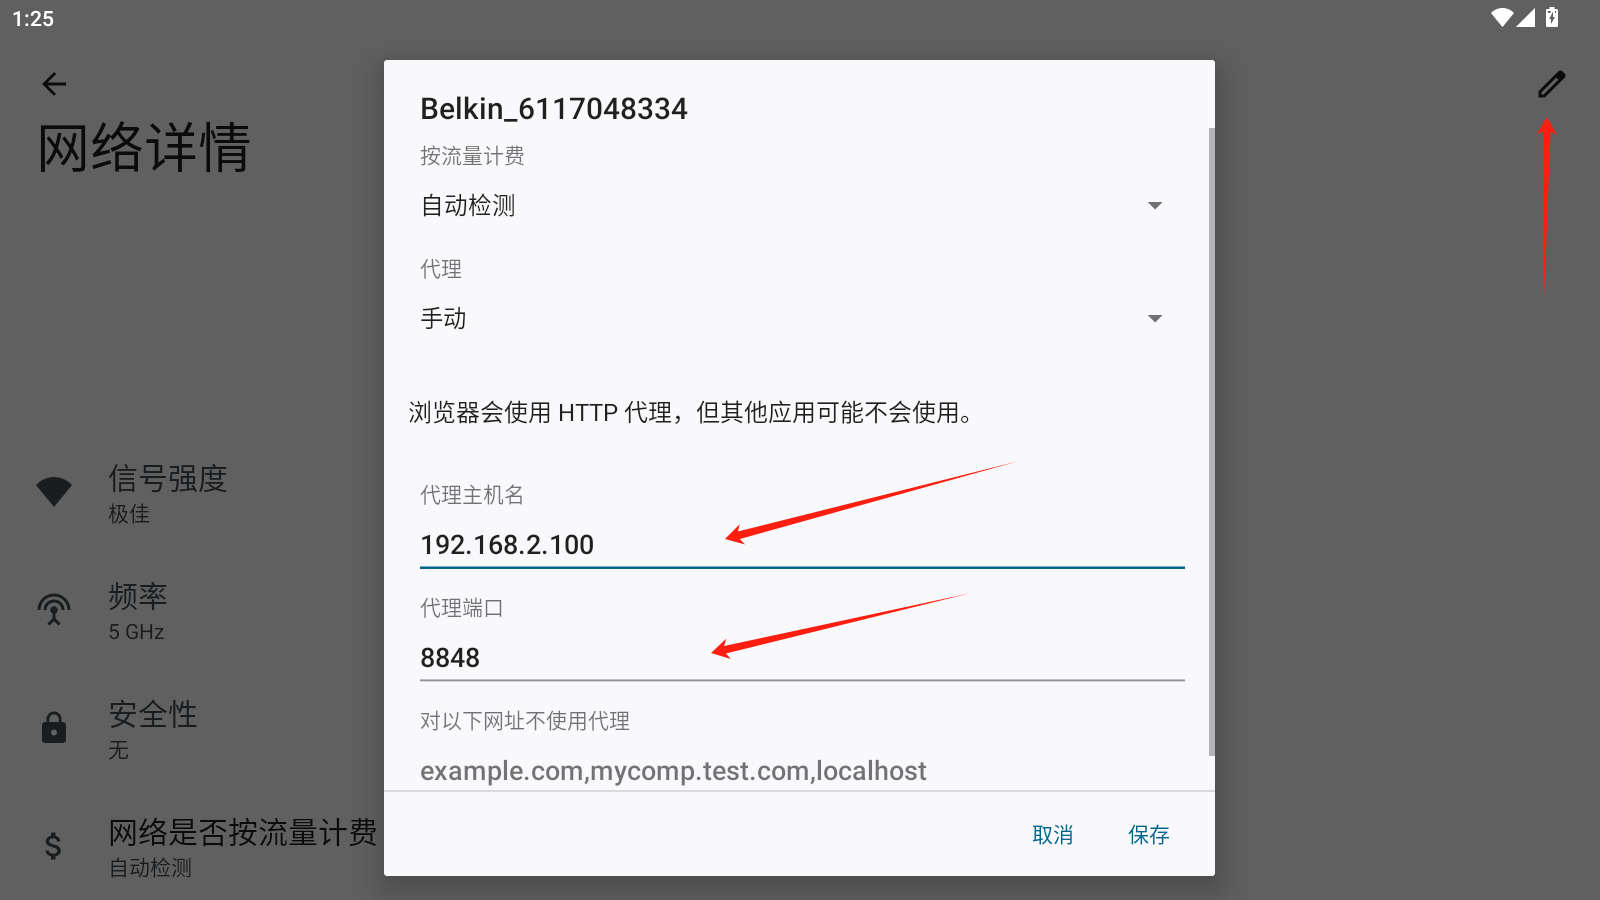 1:25
网络详情
Belkin_6117048334
按流量计费
自动检测
代理
手动
浏览器会使用 HTTP 代理，但其他应用可能不会使用。
代理主机名
192.168.2.100
代理端口
8848
对以下网址不使用代理
example.com,mycomp.test.com,localhost
取消 保存
信号强度
极佳
频率
5 GHz
安全性
无
网络是否按流量计费
自动检测